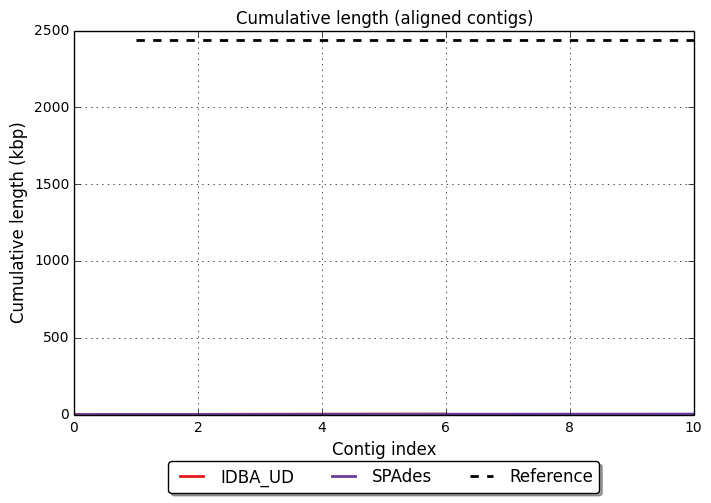 Cumulative length (aligned contigs)
2500
2000
1500
1000
500
0
Cumulative length (kbp)
0 2 4 6 8 10
Contig index
IDBA_UD SPAdes Reference